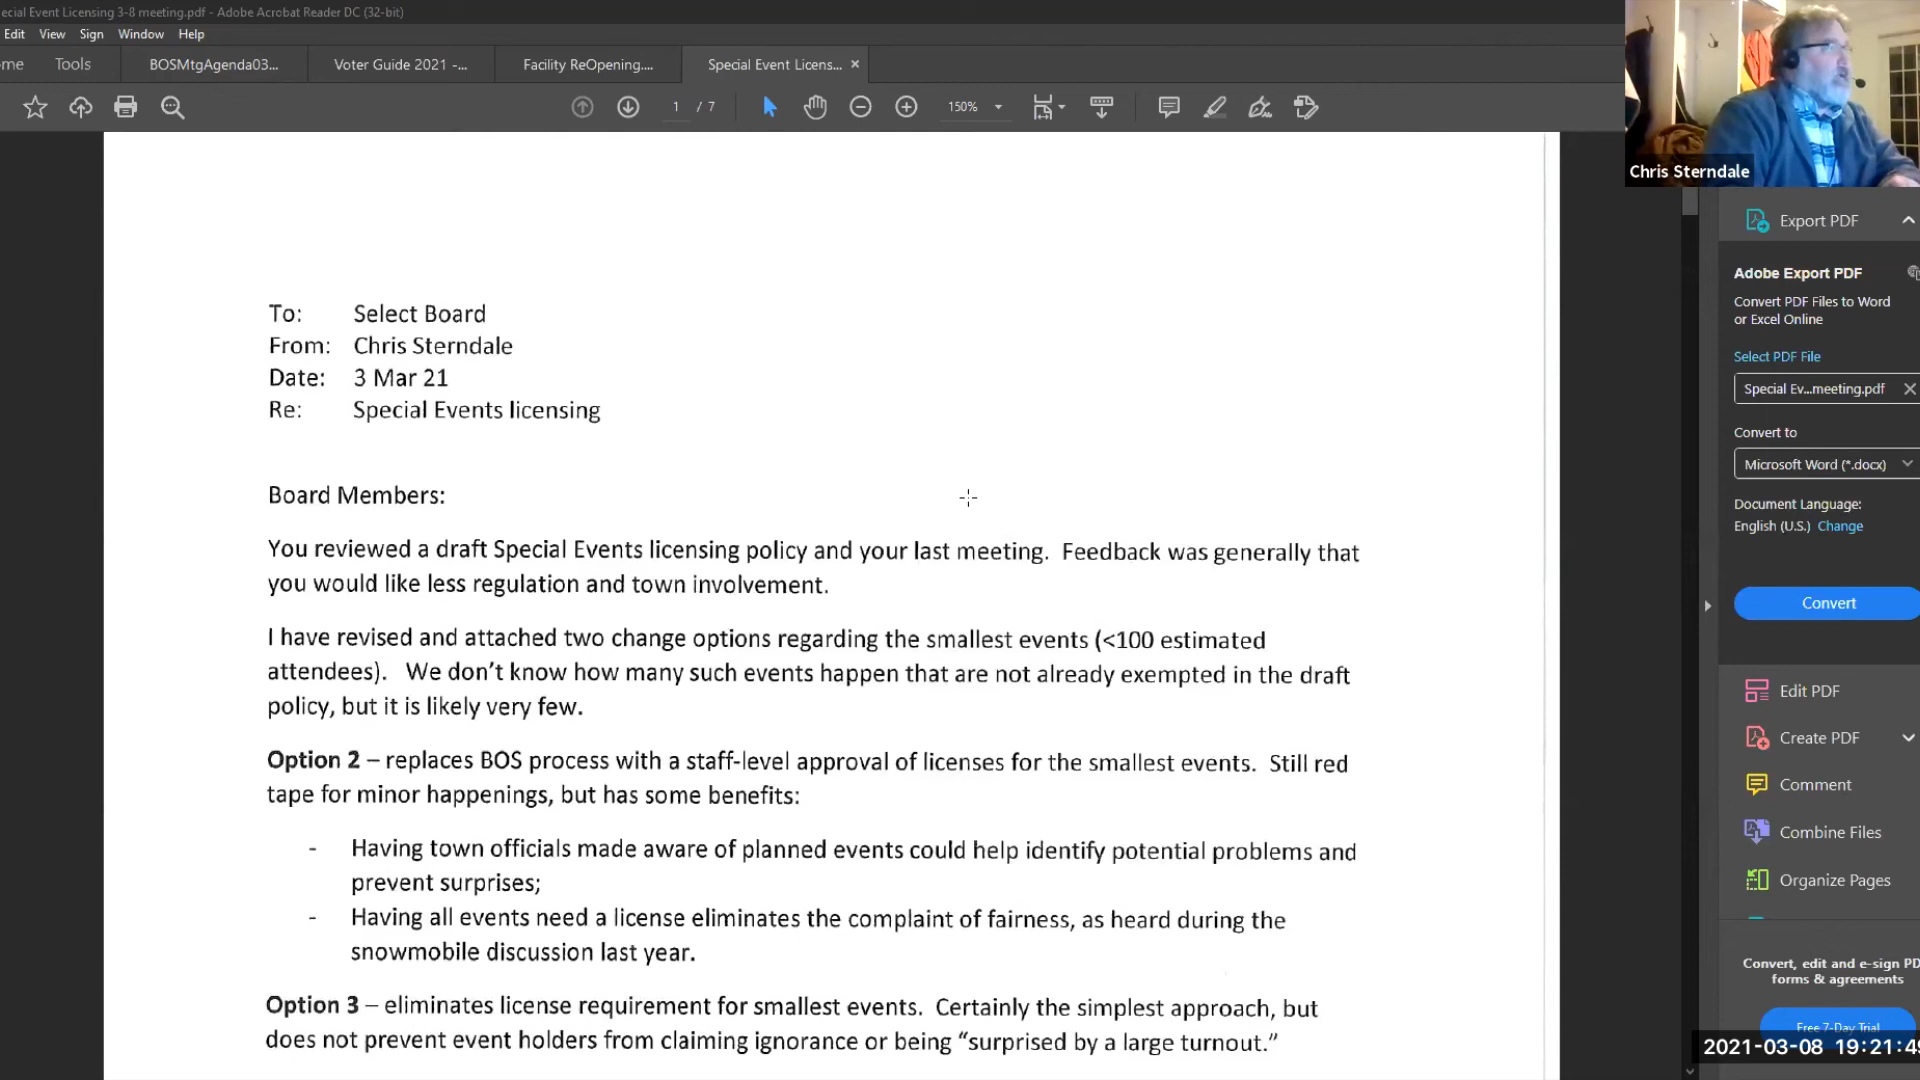 ecial Event Licensing 3-8 meeting.pdf - Adobe Acrobat Reader DC (32-bit)
Edit View Sign Window Help
me Tools BOSMtgAgenda03... Voter Guide 2021 -... Facility ReOpening.... Special Event Licens... ×
1 / 7 150%
Chris Sterndale
To: Select Board
From: Chris Sterndale
Date: 3 Mar 21
Re: Special Events licensing
Board Members:
You reviewed a draft Special Events licensing policy and your last meeting. Feedback was generally that
you would like less regulation and town involvement.
I have revised and attached two change options regarding the smallest events (<100 estimated
attendees). We don't know how many such events happen that are not already exempted in the draft
policy, but it is likely very few.
Option 2 – replaces BOS process with a staff-level approval of licenses for the smallest events. Still red
tape for minor happenings, but has some benefits:
- Having town officials made aware of planned events could help identify potential problems and
prevent surprises;
- Having all events need a license eliminates the complaint of fairness, as heard during the
snowmobile discussion last year.
Option 3 – eliminates license requirement for smallest events. Certainly the simplest approach, but
does not prevent event holders from claiming ignorance or being “surprised by a large turnout.”
Export PDF
Adobe Export PDF
Convert PDF Files to Word
or Excel Online
Select PDF File
Special Ev...meeting.pdf
Convert to
Microsoft Word (*.docx)
Document Language:
English (U.S.) Change
Convert
Edit PDF
Create PDF
Comment
Combine Files
Organize Pages
Convert, edit and e-sign PD
forms & agreements
Free 7-Day Trial
2021-03-08 19:21:49